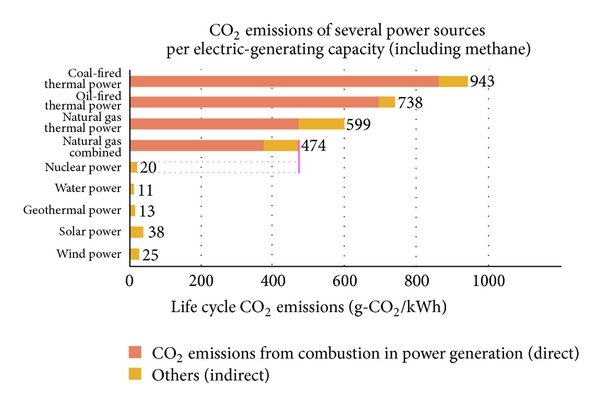 CO2 emissions of several power sources
per electric-generating capacity (including methane)
Coal-fired
thermal power
943
Oil-fired
thermal power
738
Natural gas
thermal power
599
Natural gas
combined
474
Nuclear power
20
Water power
11
Geothermal power
13
Solar power
38
Wind power
25
0 200 400 600 800 1000
Life cycle CO2 emissions (g-CO2/kWh)
CO2 emissions from combustion in power generation (direct)
Others (indirect)